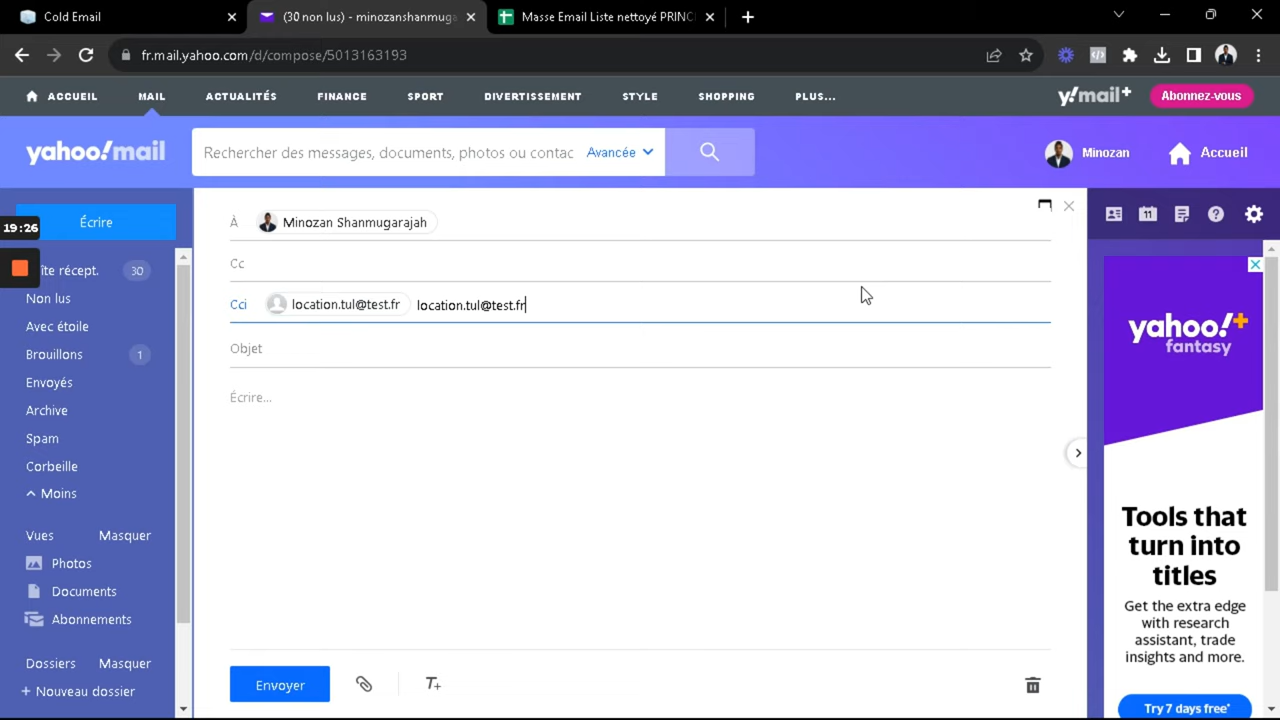 Cold Email
(30 non lus) - minozanshanmuga
Masse Email Liste nettoyé PRINC
fr.mail.yahoo.com/d/compose/5013163193
ACCUEIL
MAIL
ACTUALITÉS
FINANCE
SPORT
DIVERTISSEMENT
STYLE
SHOPPING
PLUS...
y!mail+
Abonnez-vous
yahoo!mail
Rechercher des messages, documents, photos ou contac
Avancée
Minozan
Accueil
19:26
Écrire
îte récept.
30
Non lus
Avec étoile
Brouillons
1
Envoyés
Archive
Spam
Corbeille
Moins
Vues
Masquer
Photos
Documents
Abonnements
Dossiers
Masquer
+ Nouveau dossier
À
Minozan Shanmugarajah
Cc
Cci
location.tul@test.fr
location.tul@test.fr
Objet
Écrire...
Envoyer
11
yahoo!+
fantasy
Tools that
turn into
titles
Get the extra edge
with research
assistant, trade
insights and more.
Try 7 days free*